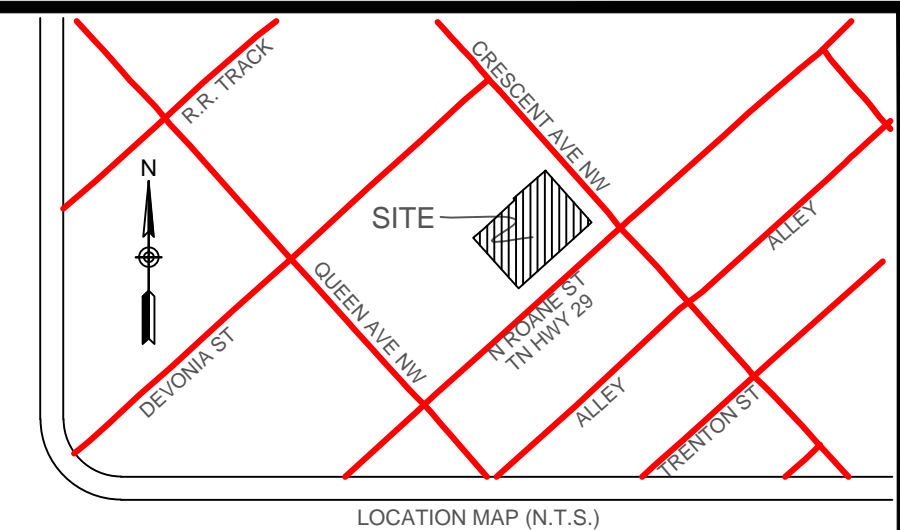 R.R. TRACK
CRESCENT AVE NW
N
SITE
ALLEY
QUEEN AVE NW
N ROANE ST
TN HWY 29
DEVONIA ST
ALLEY
TRENTON ST
LOCATION MAP (N.T.S.)